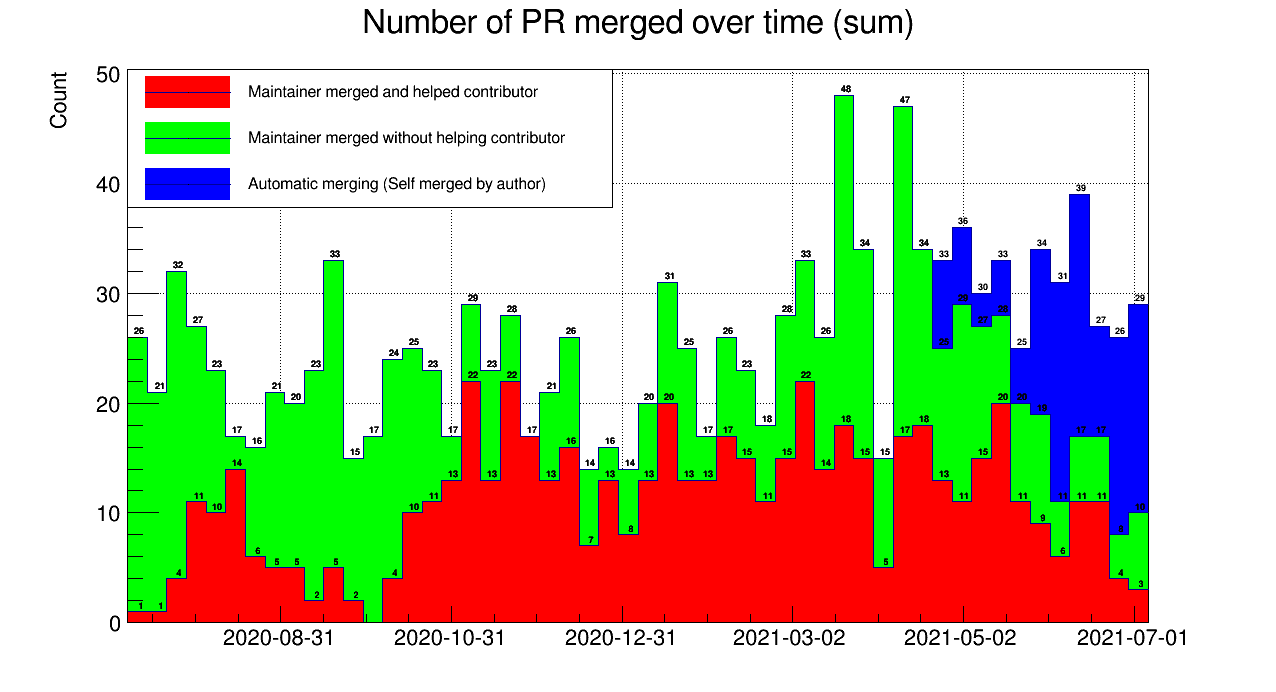 Number of PR merged over time (sum)
Count
50
40
30
20
10
0
Maintainer merged and helped contributor
Maintainer merged without helping contributor
Automatic merging (Self merged by author)
26 21 32 27 23 17 16 21 20 23 33 15 17 24 25 23 17 29 23 28 17 21 26 14 16 14 20 31 25 17 26 23 18 28 33 26 48 34 15 47 34 33 36 30 33 25 34 31 39 27 26 29
25 29 27 28 20 19 11 17 17 8 10
1 1 4 11 10 14 6 5 5 2 5 2 4 10 11 13 22 13 22 13 16 7 13 8 13 20 13 13 17 15 11 15 22 14 18 15 5 17 18 13 11 15 20 11 9 6 11 11 4 3
2020-08-31 2020-10-31 2020-12-31 2021-03-02 2021-05-02 2021-07-01